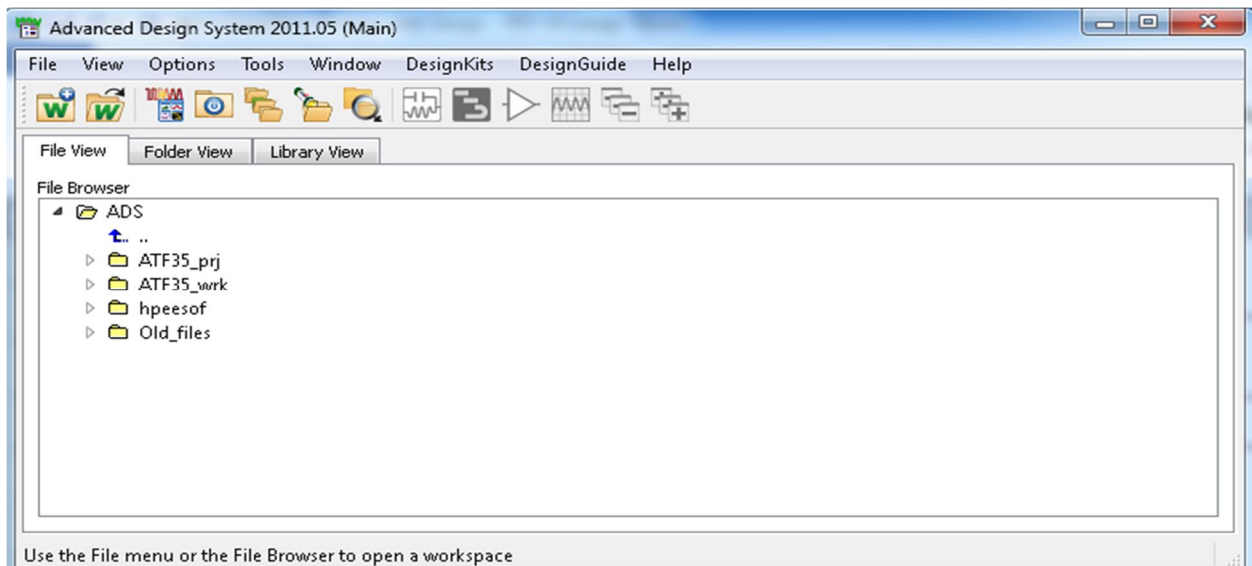 Advanced Design System 2011.05 (Main)
File View Options Tools Window DesignKits DesignGuide Help
File View Folder View Library View
File Browser
ADS
..
ATF35_prj
ATF35_wrk
hpeesof
Old_files
Use the File menu or the File Browser to open a workspace